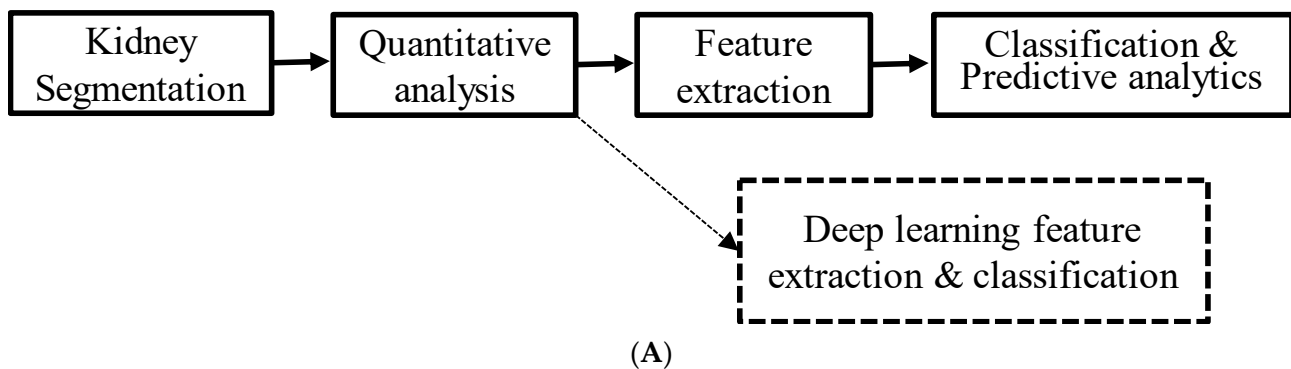 Kidney
Segmentation
Quantitative
analysis
Feature
extraction
Classification &
Predictive analytics
Deep learning feature
extraction & classification
(A)